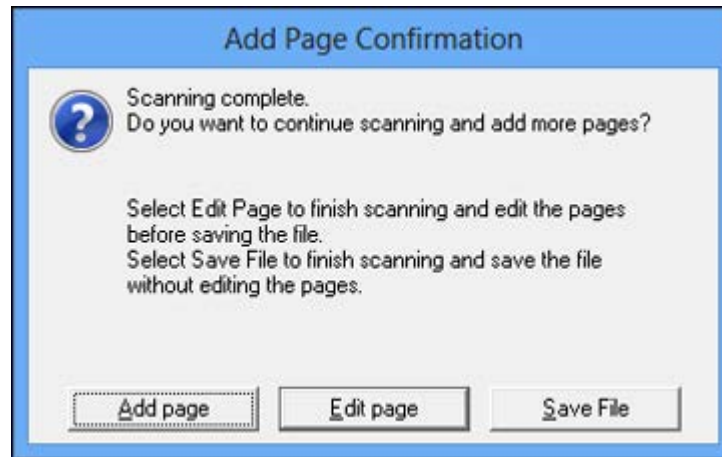 Add Page Confirmation
Scanning complete.
Do you want to continue scanning and add more pages?
Select Edit Page to finish scanning and edit the pages
before saving the file.
Select Save File to finish scanning and save the file
without editing the pages.
Add page
Edit page
Save File